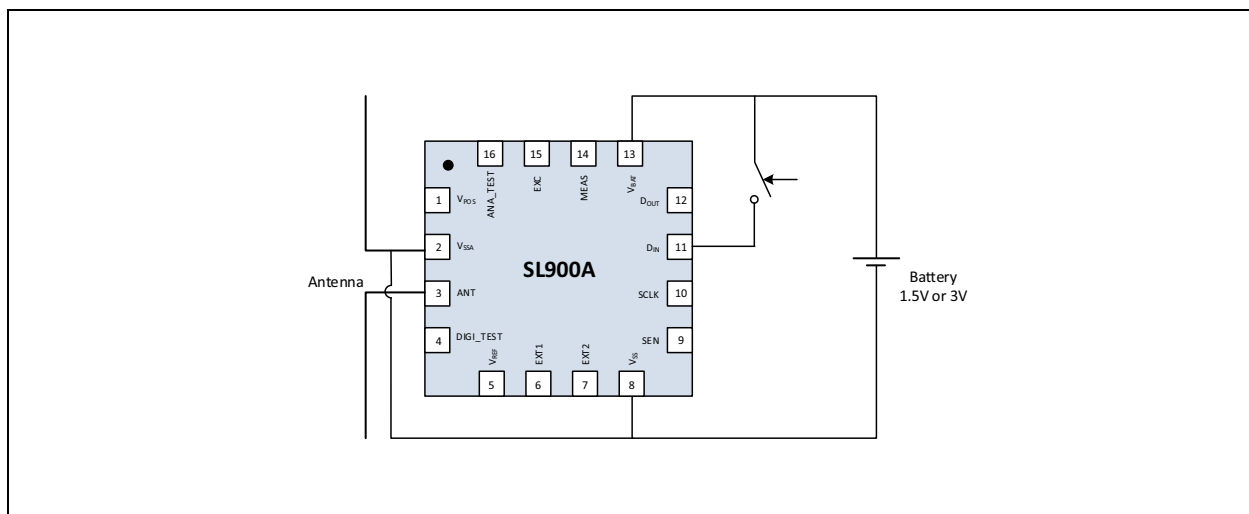 16
15
14
13
ANA_TEST
EXC
MEAS
VBAT
1
VPOS
DOUT
12
2
VSSA
DIN
11
SL900A
Antenna
3
ANT
SCLK
10
Battery
1.5V or 3V
4
DIGI_TEST
SEN
9
VREF
EXT1
EXT2
VSS
5
6
7
8